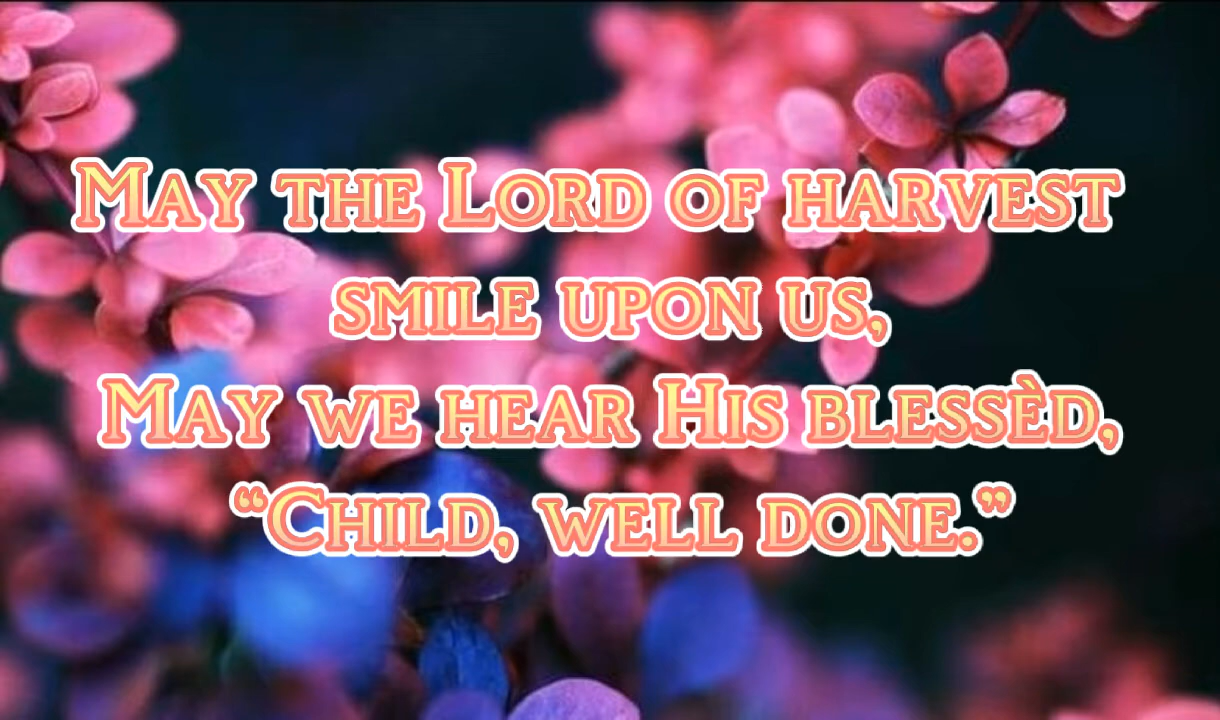 May the Lord of harvest
smile upon us,
May we hear His blessèd,
“Child, well done.”